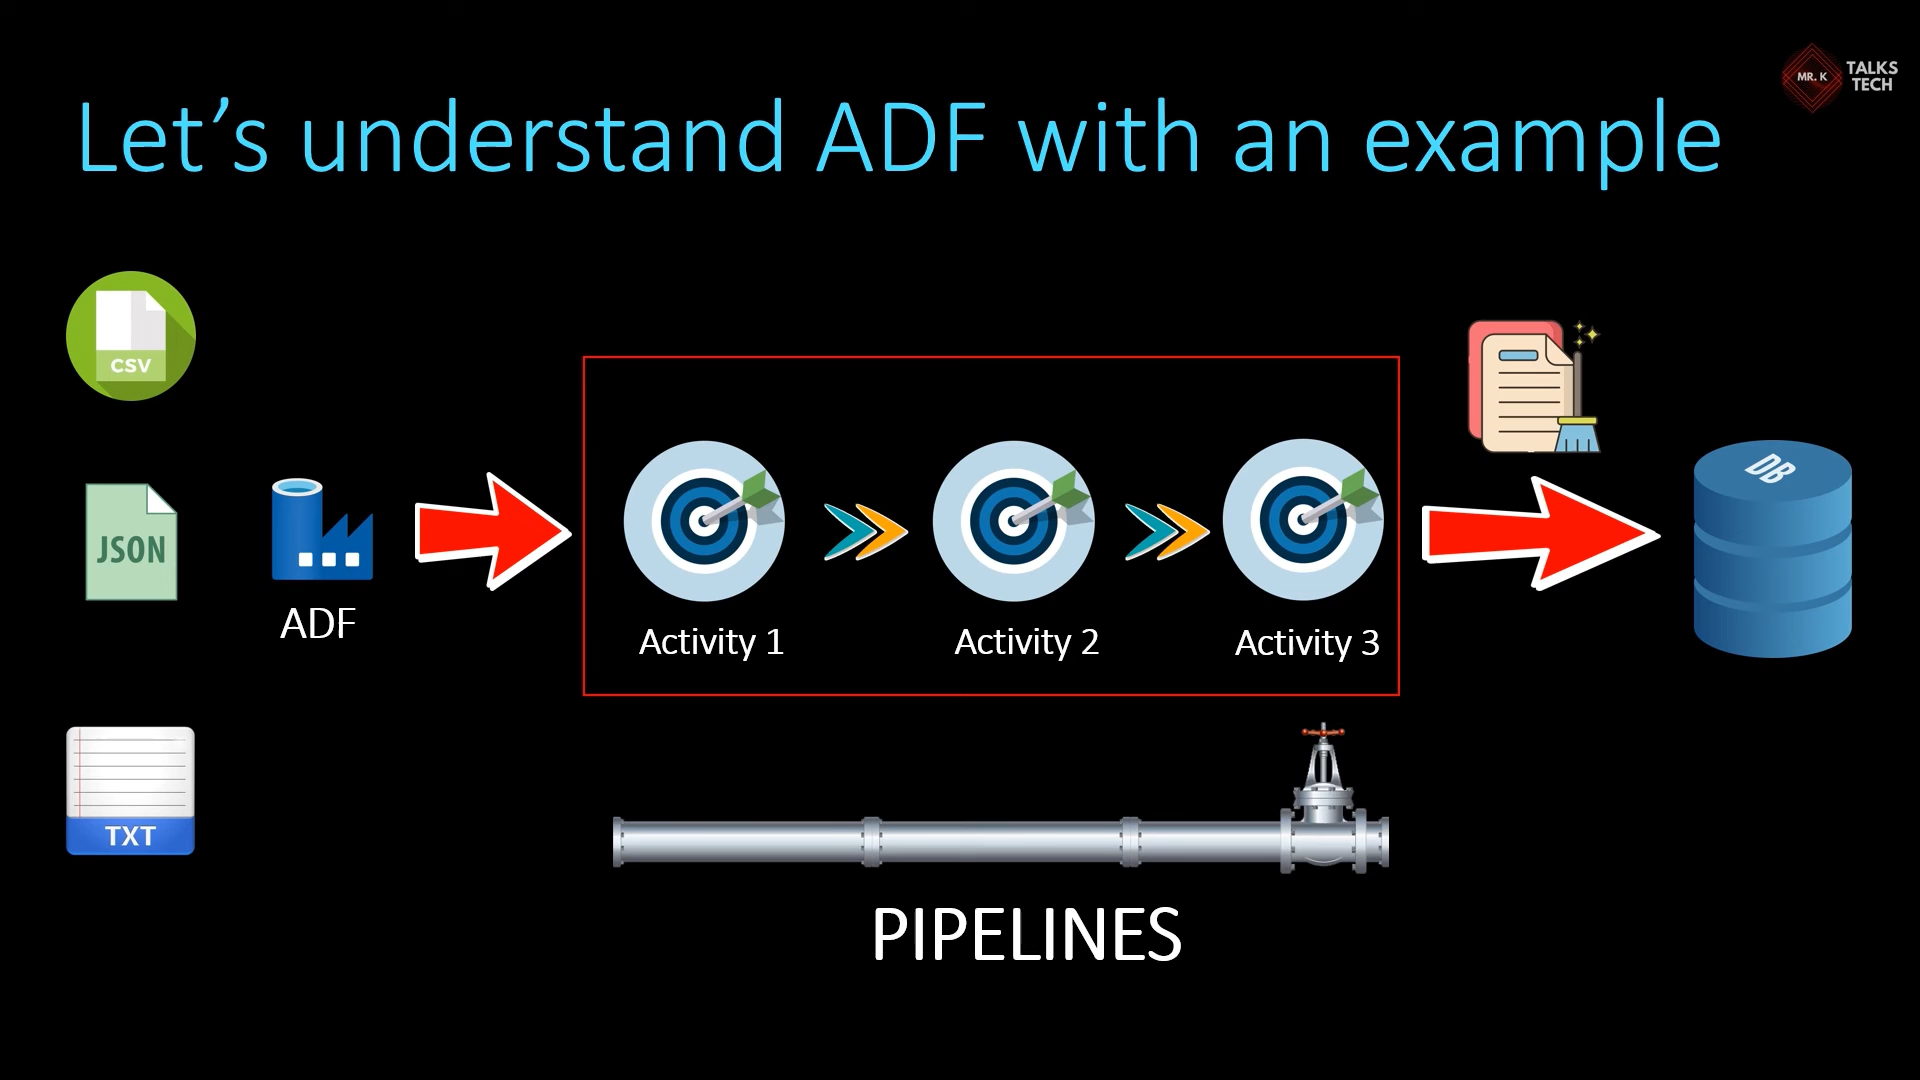 MR. K
TALKS
TECH
Let's understand ADF with an example
CSV
JSON
ADF
TXT
Activity 1
Activity 2
Activity 3
DB
PIPELINES